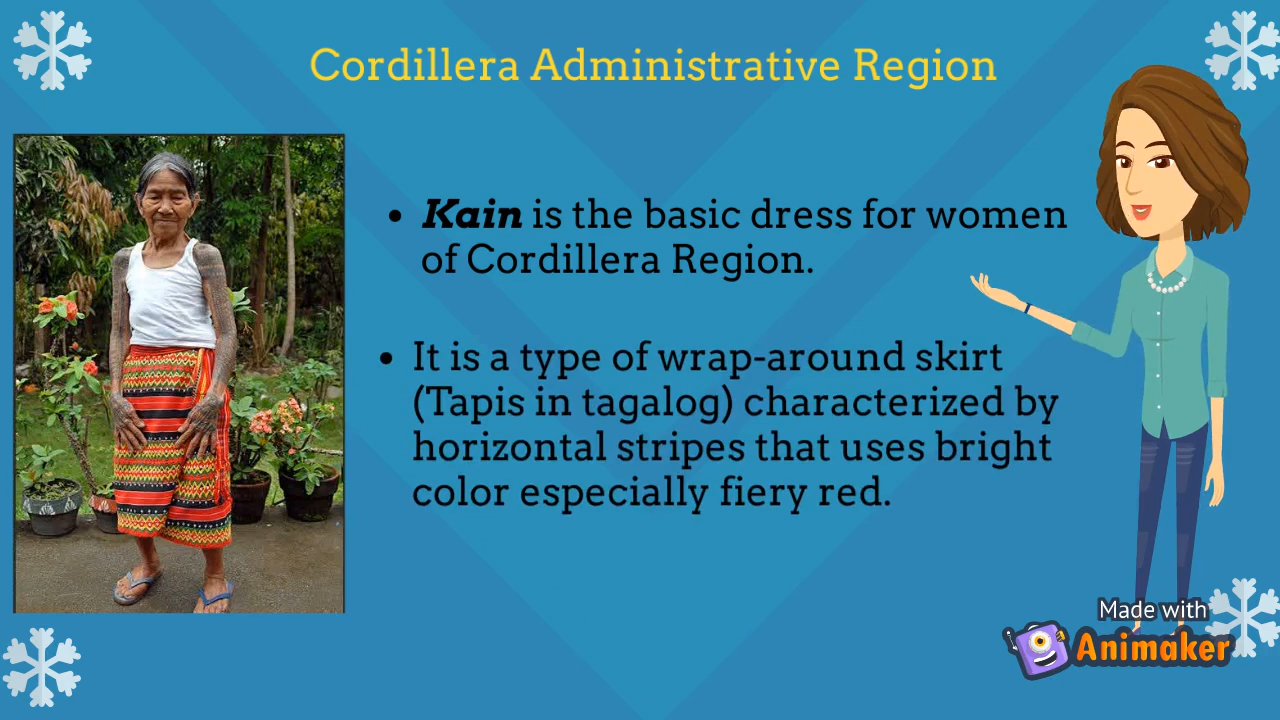 Cordillera Administrative Region
• Kain is the basic dress for women
of Cordillera Region.
• It is a type of wrap-around skirt
(Tapis in tagalog) characterized by
horizontal stripes that uses bright
color especially fiery red.
Made with
Animaker